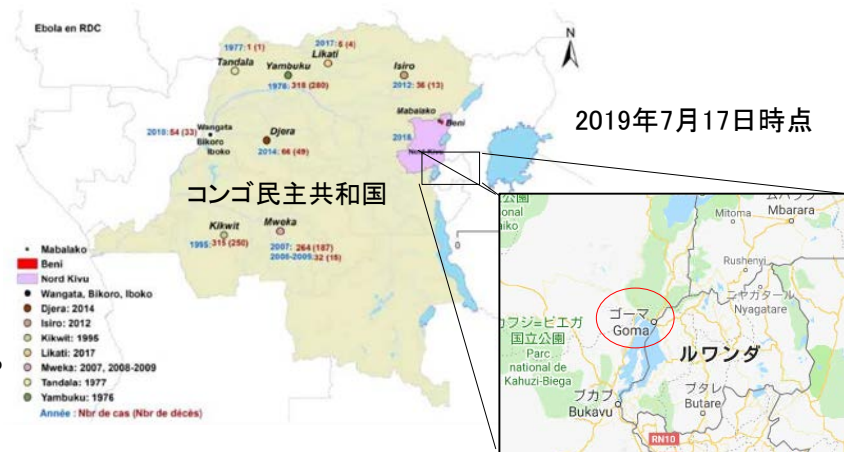 Ebola en RDC
N
1977: 1 (1)
Tandala
Yambuku
1976: 318 (280)
2017: 8 (4)
Likati
Isiro
2012: 36 (13)
Mabalako
Beni
2018:
Nord Kivu
2018: 54 (33)
Wangata
Bikoro
Iboko
Djera
2014: 66 (49)
2019年7月17日時点
コンゴ民主共和国
Kikwit
1995: 315 (250)
Mweka
2007: 264 (187)
2008-2009: 32 (15)
0
Mabalako
Beni
Nord Kivu
Wangata, Bikoro, Iboko
Djera: 2014
Isiro: 2012
Kikwit: 1995
Likati: 2017
Mweka: 2007, 2008-2009
Tandala: 1977
Yambuku: 1976
Année : Nbr de cas (Nbr de décès)
公園
onal
Mitoma
Mbarara
Rushenyi
ニャガタール
Nyagatare
ゴーマ
Goma
カフジ=ビエガ
国立公園
Parc
national de
Kahuzi-Biega
ルワンダ
ブカブ
Bukavu
ブタレ
Butare
RN10